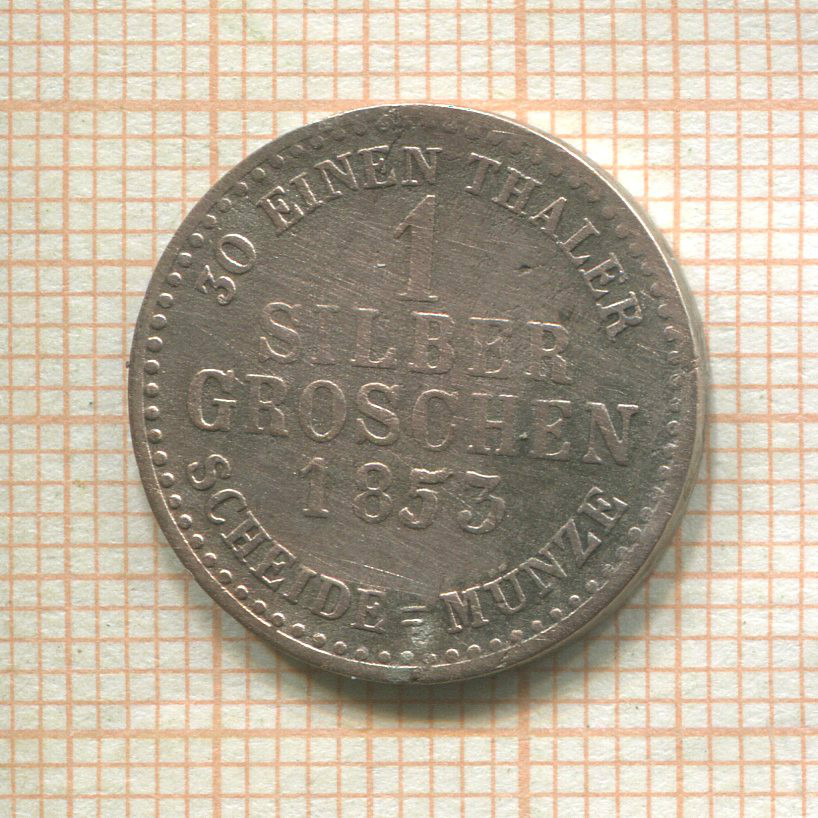 30 EINEN THALER
1
SILBER
GROSCHEN
1853
SCHEIDE = MÜNZE